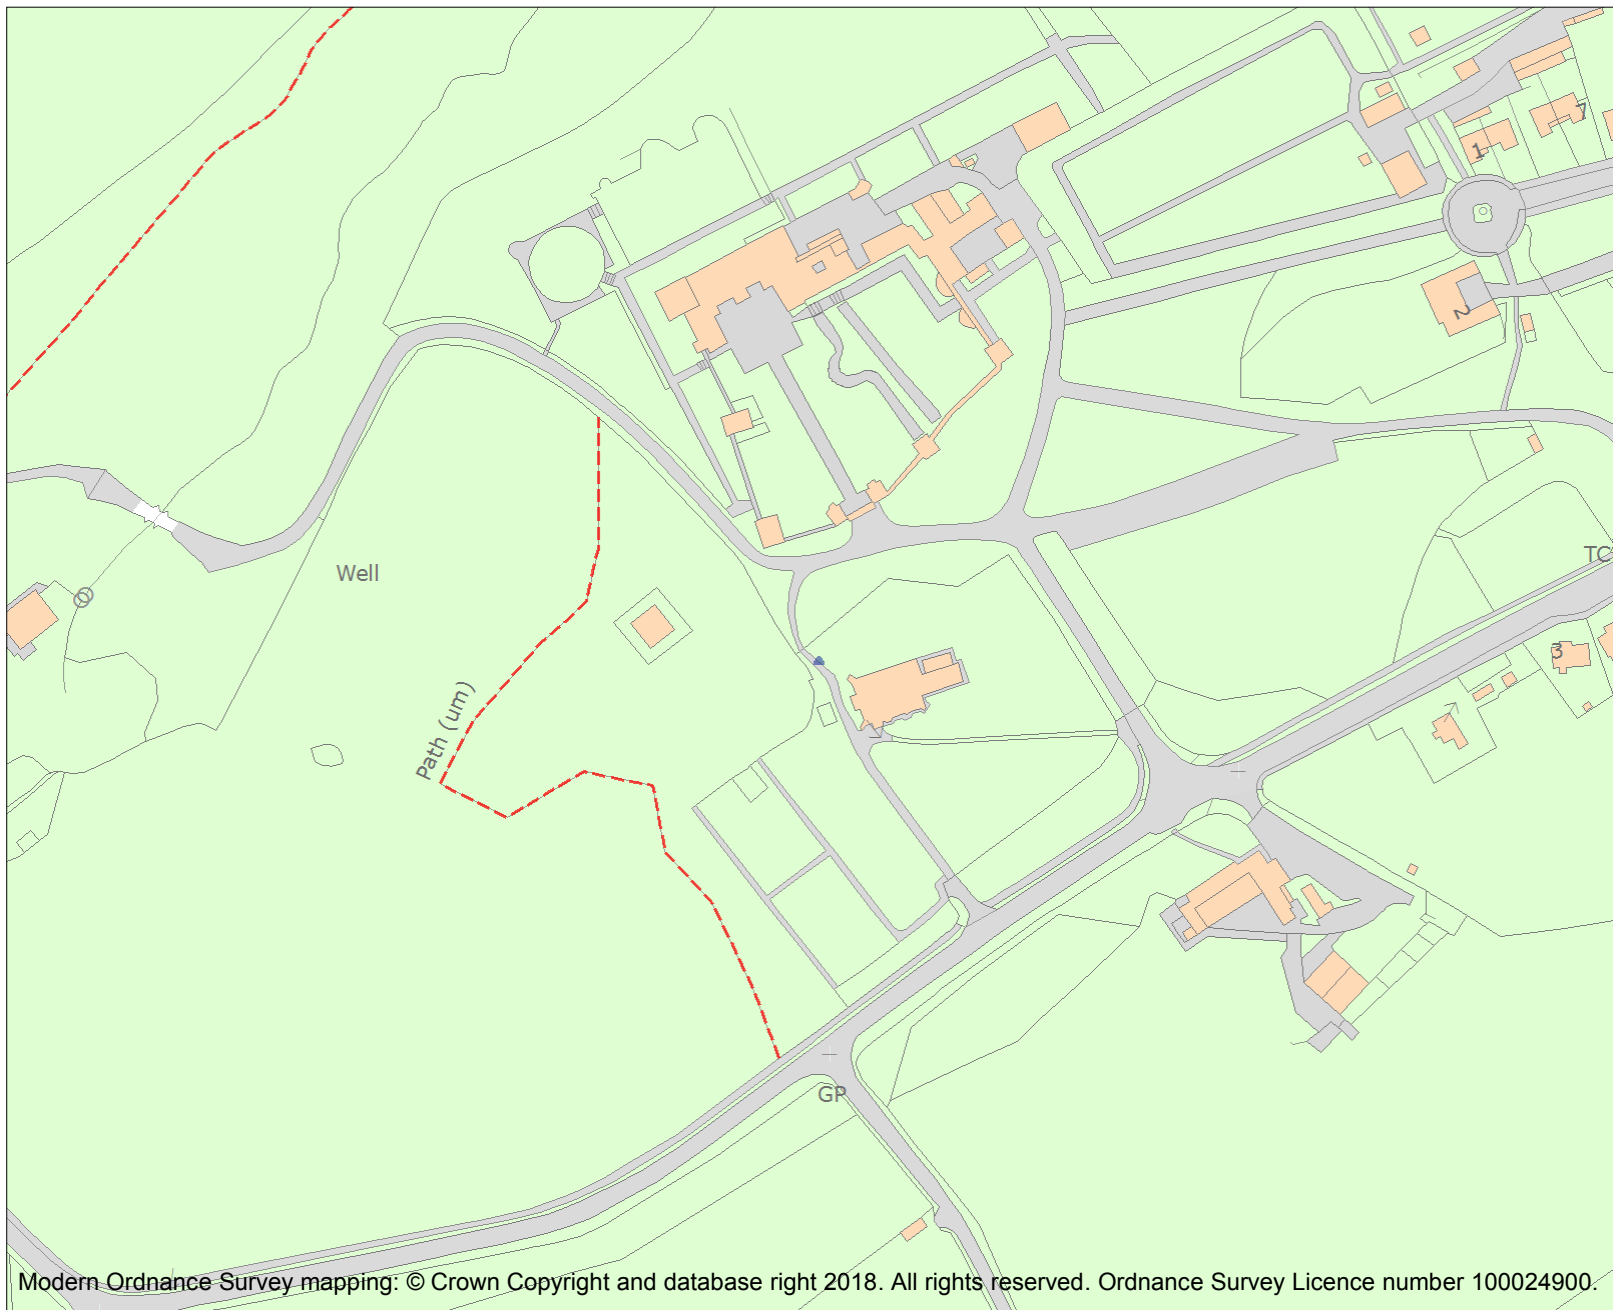 7
1
2
TC
Well
3
Path (um)
GP
Modern Ordnance Survey mapping: © Crown Copyright and database right 2018. All rights reserved. Ordnance Survey Licence number 100024900.